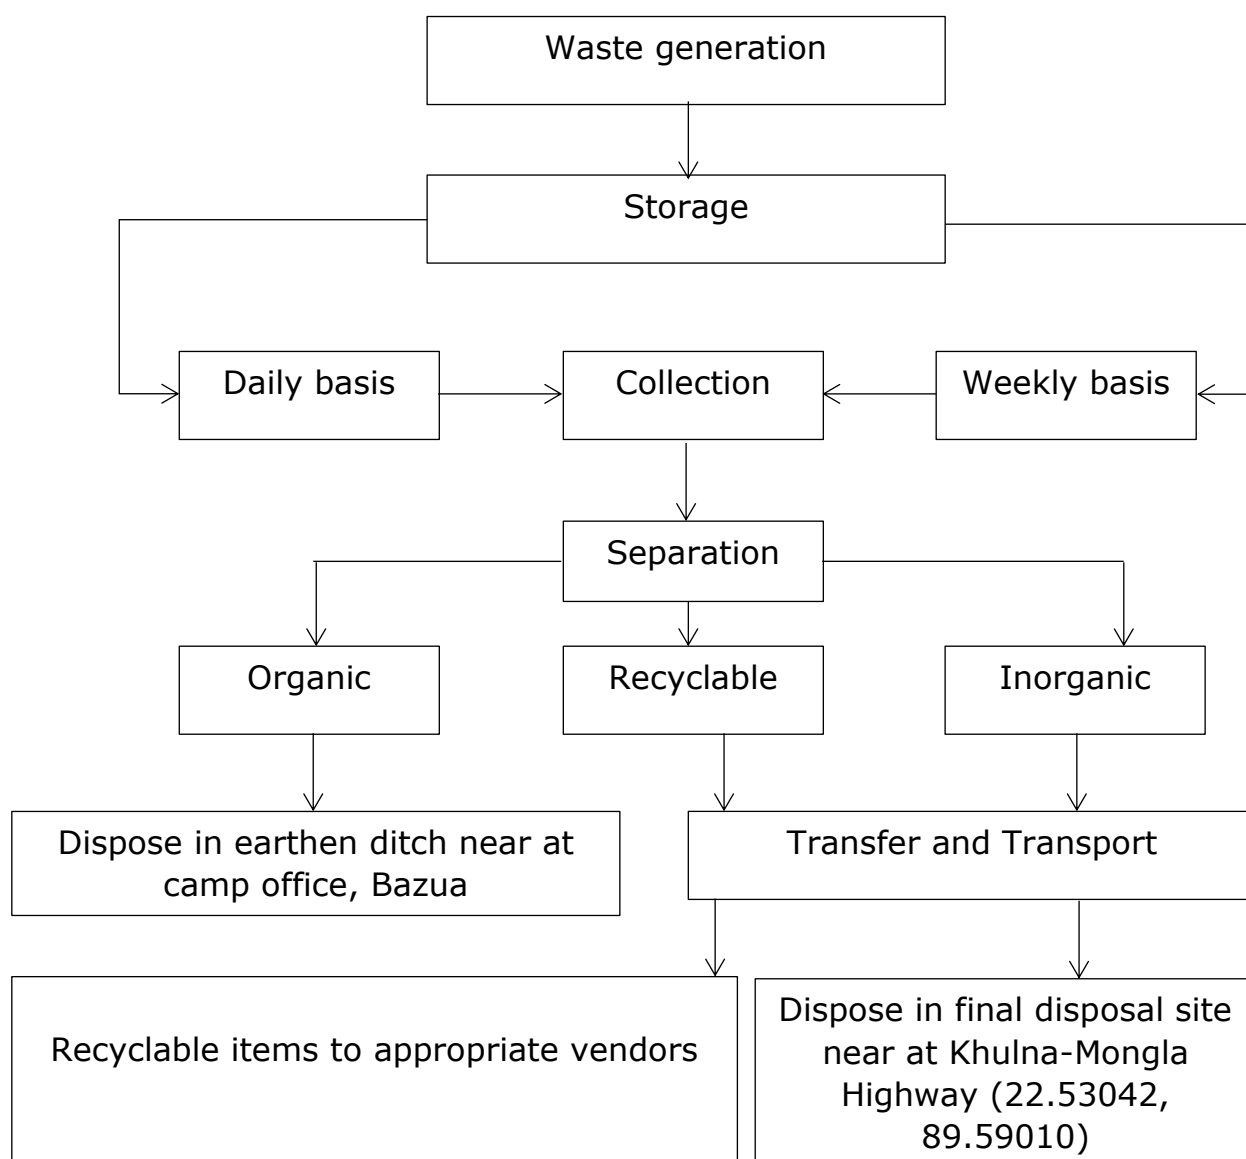 Waste generation
Storage
Daily basis
Collection
Weekly basis
Separation
Organic
Recyclable
Inorganic
Dispose in earthen ditch near at
camp office, Bazua
Transfer and Transport
Recyclable items to appropriate vendors
Dispose in final disposal site
near at Khulna-Mongla
Highway (22.53042,
89.59010)